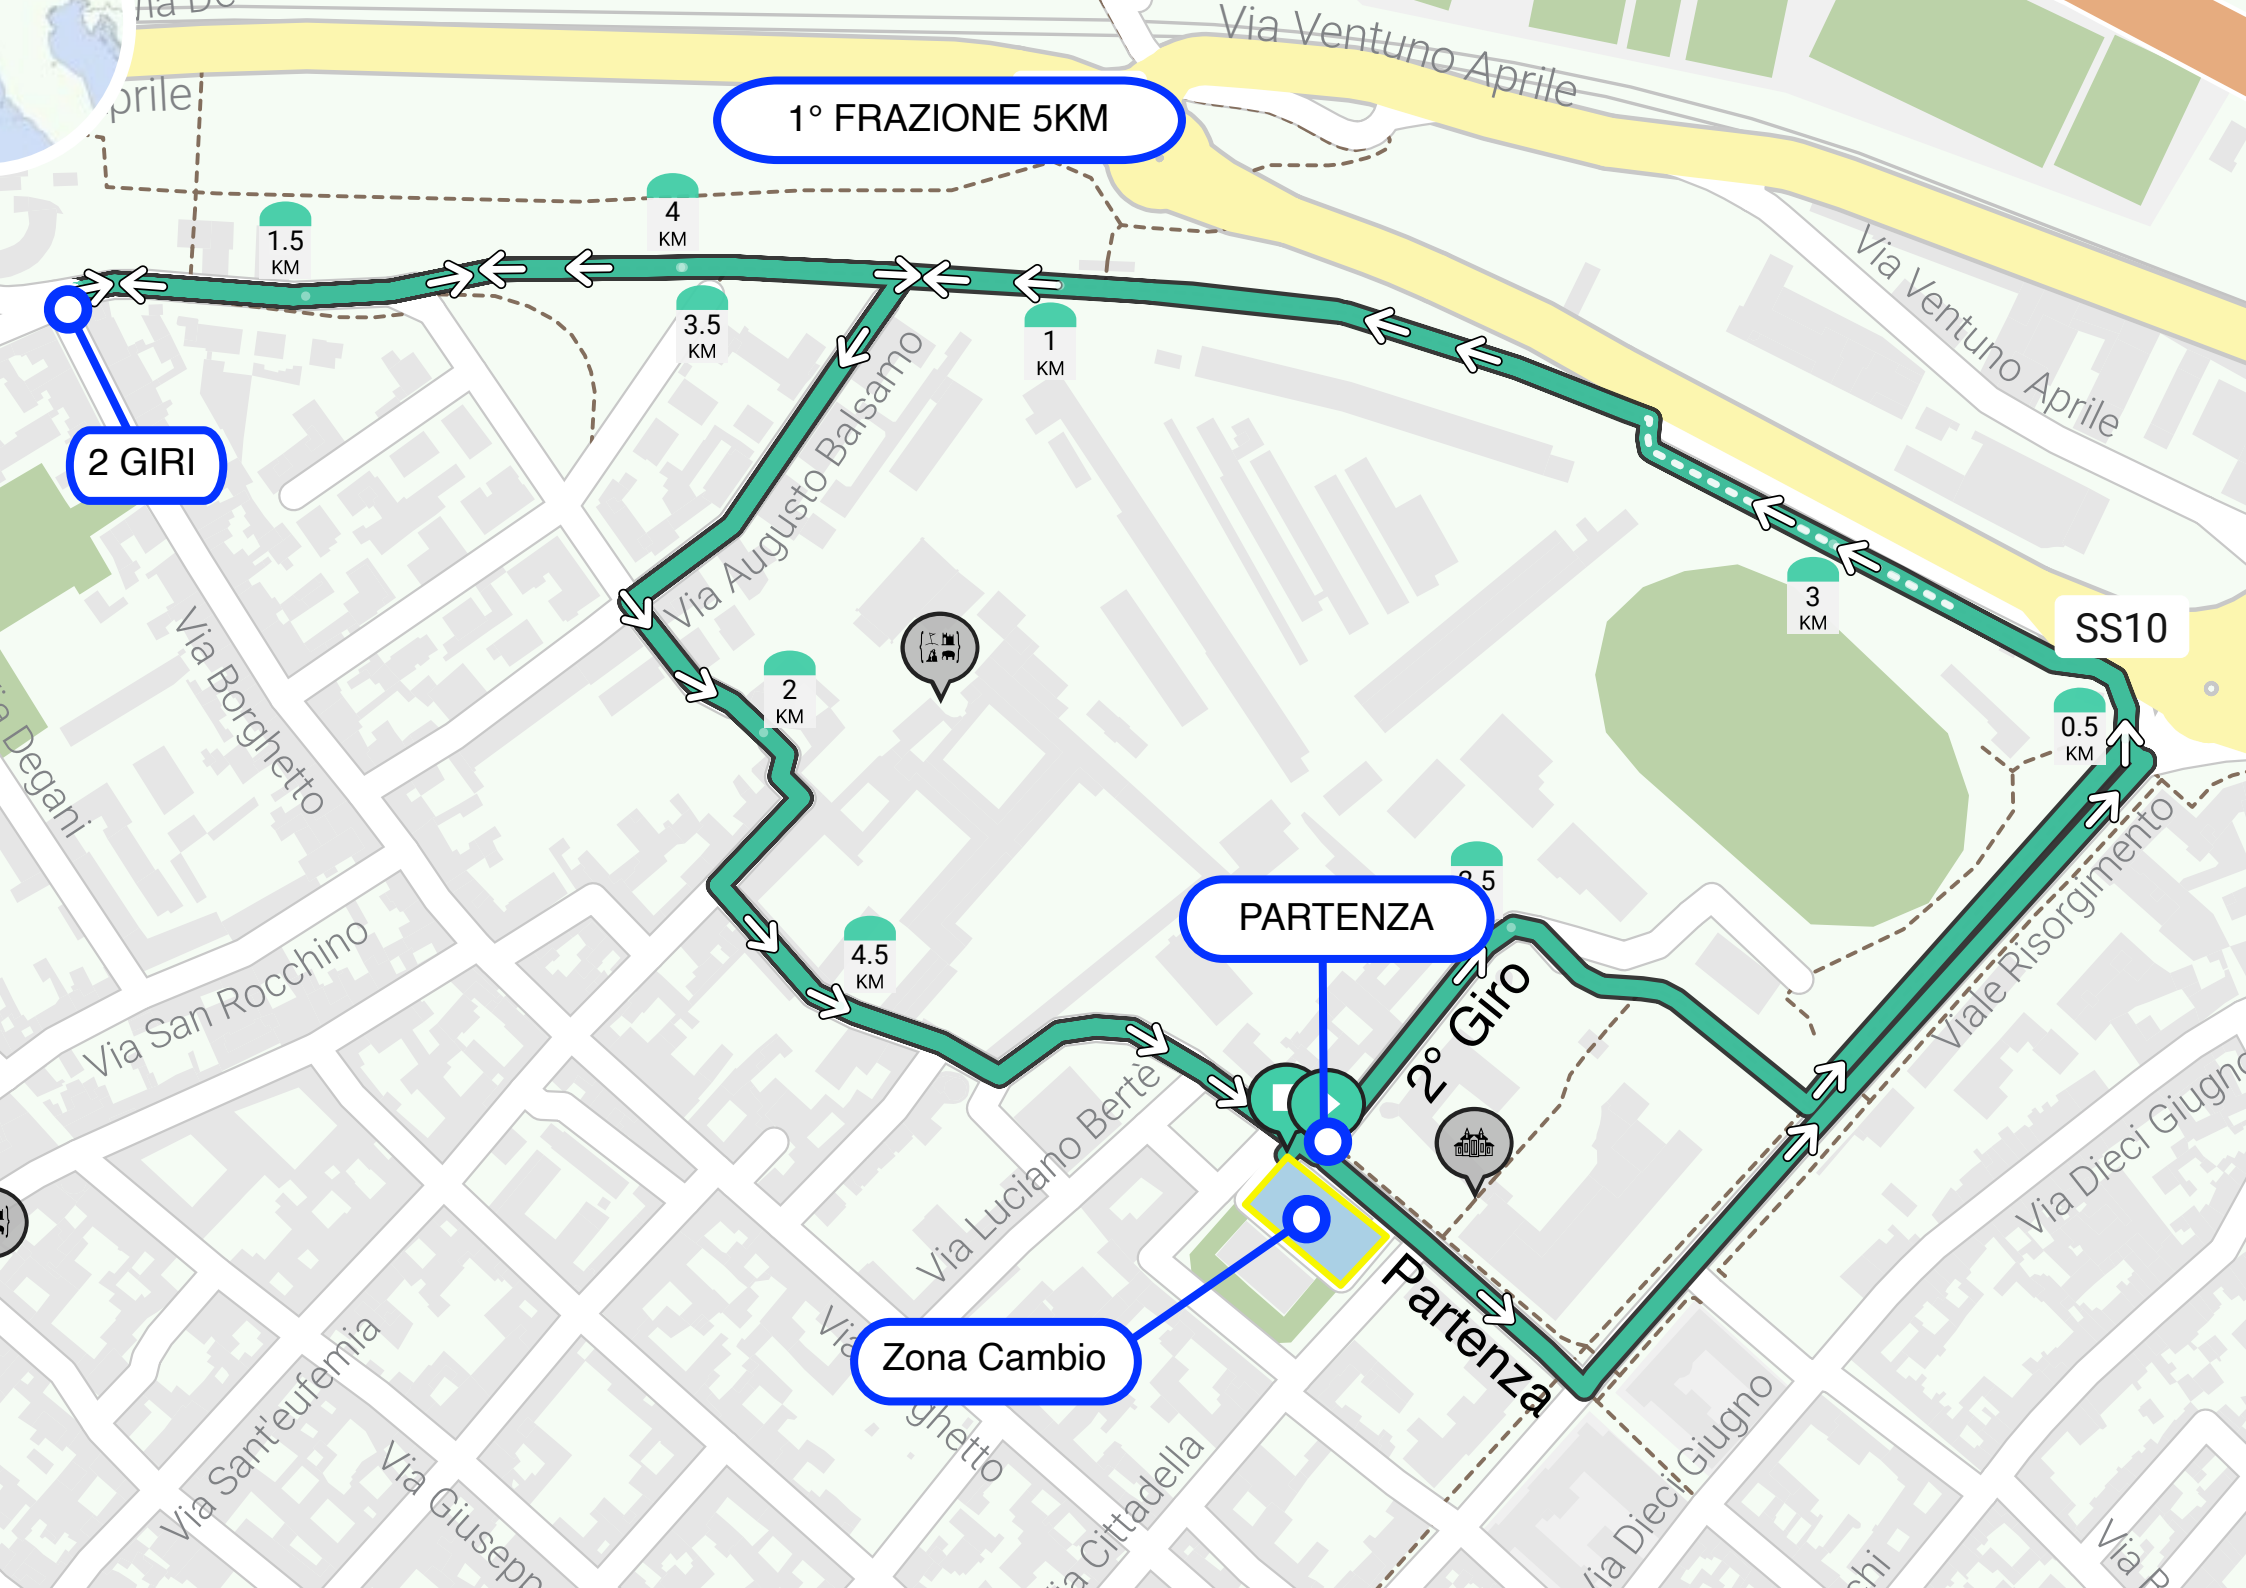 Via Ventuno Aprile
prile
1° FRAZIONE 5KM
4
KM
1.5
KM
3.5
KM
1
KM
Via Ventuno Aprile
Via Augusto Balsamo
2 GIRI
3
KM
SS10
Via Borghetto
2
KM
0.5
KM
Degani
Viale Risorgimento
PARTENZA
4.5
KM
Via San Rocchino
2° Giro
Via Luciano Bertè
Via Dieci Giugno
Partenza
Zona Cambio
Via
ghetto
Via Sant'eufemia
Via Giusepp
Via Cittadella
Via Dieci Giugno
Via